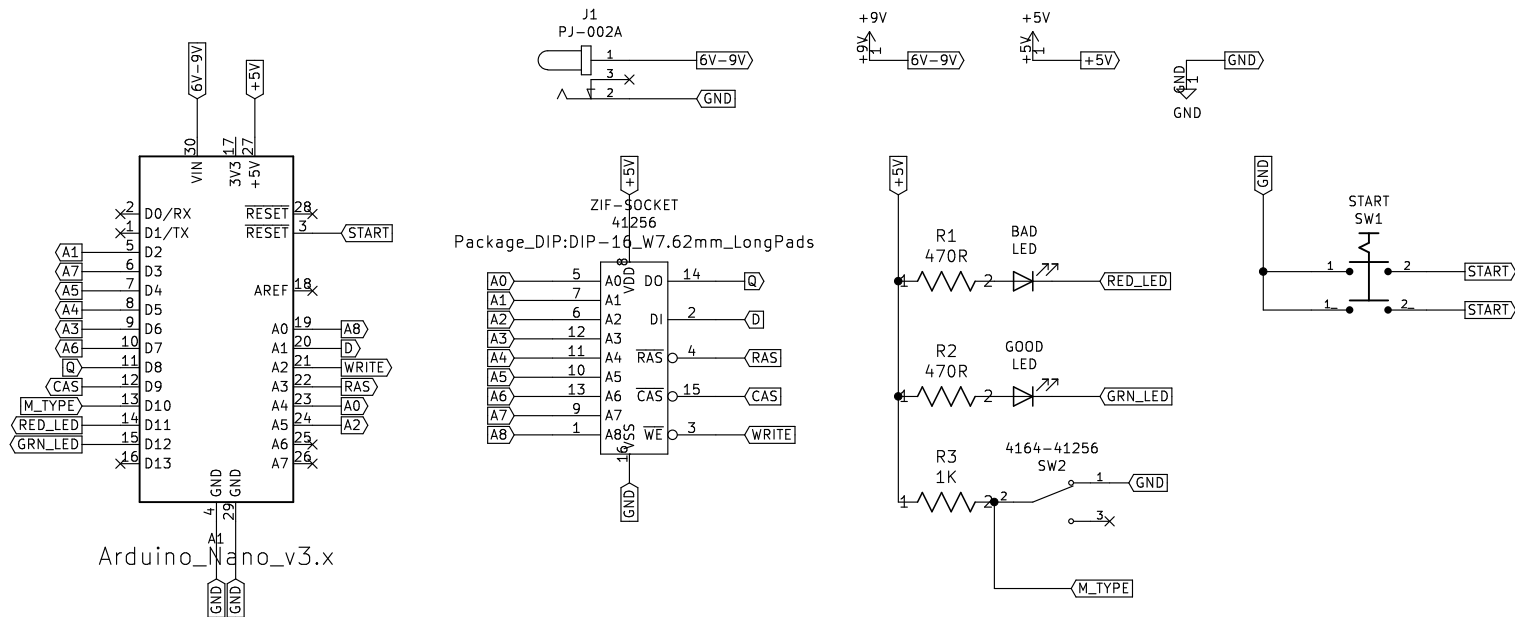 J1
PJ-002A
1
6V-9V
3
2
GND
+9V
+9V
1
6V-9V
+5V
+5V
1
+5V
GND
GND
1
GND
6V-9V
+5V
30
17
27
VIN
3V3
+5V
2 D0/RX
1 D1/TX
A1 5 D2
A7 6 D3
A5 7 D4
A4 8 D5
A3 9 D6
A6 10 D7
Q 11 D8
CAS 12 D9
M_TYPE 13 D10
RED_LED 14 D11
GRN_LED 15 D12
16 D13
RESET 28
RESET 3 START
AREF 18
A0 19 A8
A1 20 D
A2 21 WRITE
A3 22 RAS
A4 23 A0
A5 24 A2
A6 25
A7 26
GND
GND
4
29
A1
Arduino_Nano_v3.x
GND
GND
+5V
ZIF-SOCKET
41256
Package_DIP:DIP-16_W7.62mm_LongPads
8
VDD
A0 5 A0
A1 7 A1
A2 6 A2
A3 12 A3
A4 11 A4
A5 10 A5
A6 13 A6
A7 9 A7
A8 1 A8
DO 14 Q
DI 2 D
RAS 4 RAS
CAS 15 CAS
WE 3 WRITE
VSS
16
GND
+5V
R1
470R
1
2
BAD
LED
RED_LED
R2
470R
1
2
GOOD
LED
GRN_LED
R3
1K
1
2
4164-41256
SW2
2
1
GND
3
M_TYPE
GND
START
SW1
1
2
START
1_
2_
START